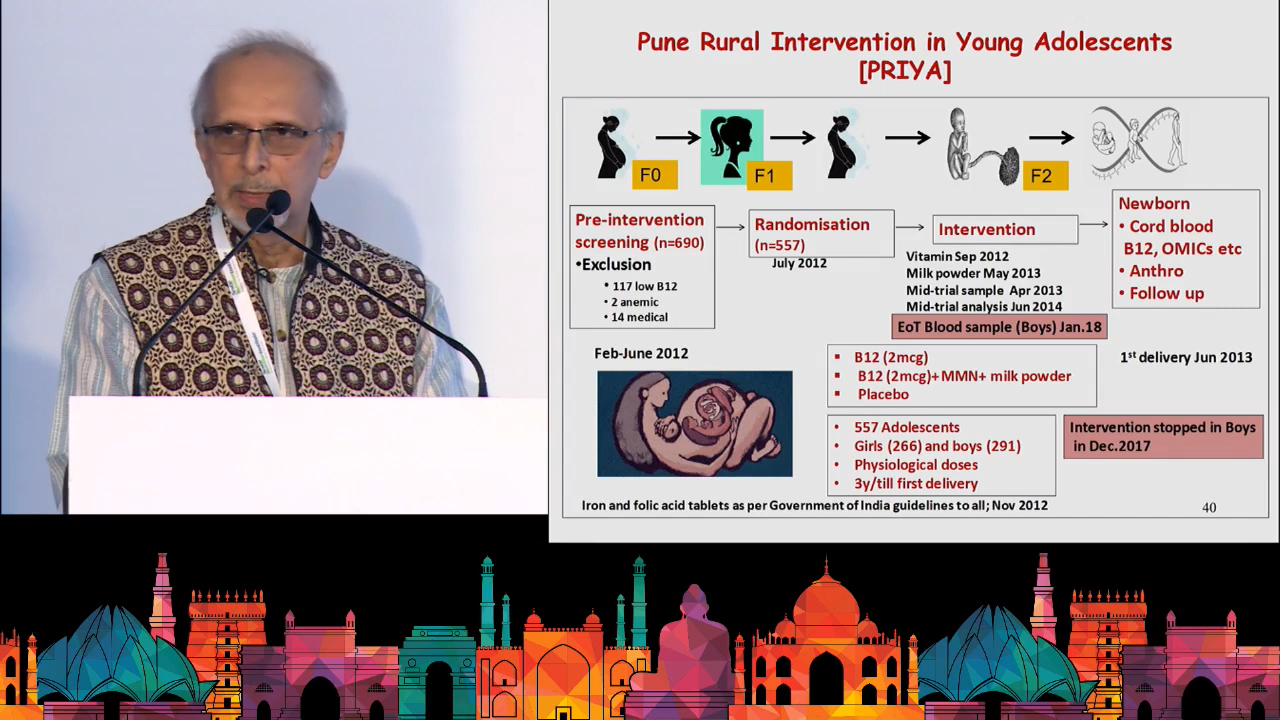 Pune Rural Intervention in Young Adolescents
[PRIYA]
F0
F1
F2
Pre-intervention
screening (n=690)
•Exclusion
• 117 low B12
• 2 anemic
• 14 medical
Randomisation
(n=557)
July 2012
Intervention
Vitamin Sep 2012
Milk powder May 2013
Mid-trial sample Apr 2013
Mid-trial analysis Jun 2014
EoT Blood sample (Boys) Jan.18
Newborn
• Cord blood
B12, OMICs etc
• Anthro
• Follow up
Feb-June 2012
▪ B12 (2mcg)
▪ B12 (2mcg)+MMN+ milk powder
▪ Placebo
1st delivery Jun 2013
• 557 Adolescents
• Girls (266) and boys (291)
• Physiological doses
• 3y/till first delivery
Intervention stopped in Boys
in Dec.2017
Iron and folic acid tablets as per Government of India guidelines to all; Nov 2012
40